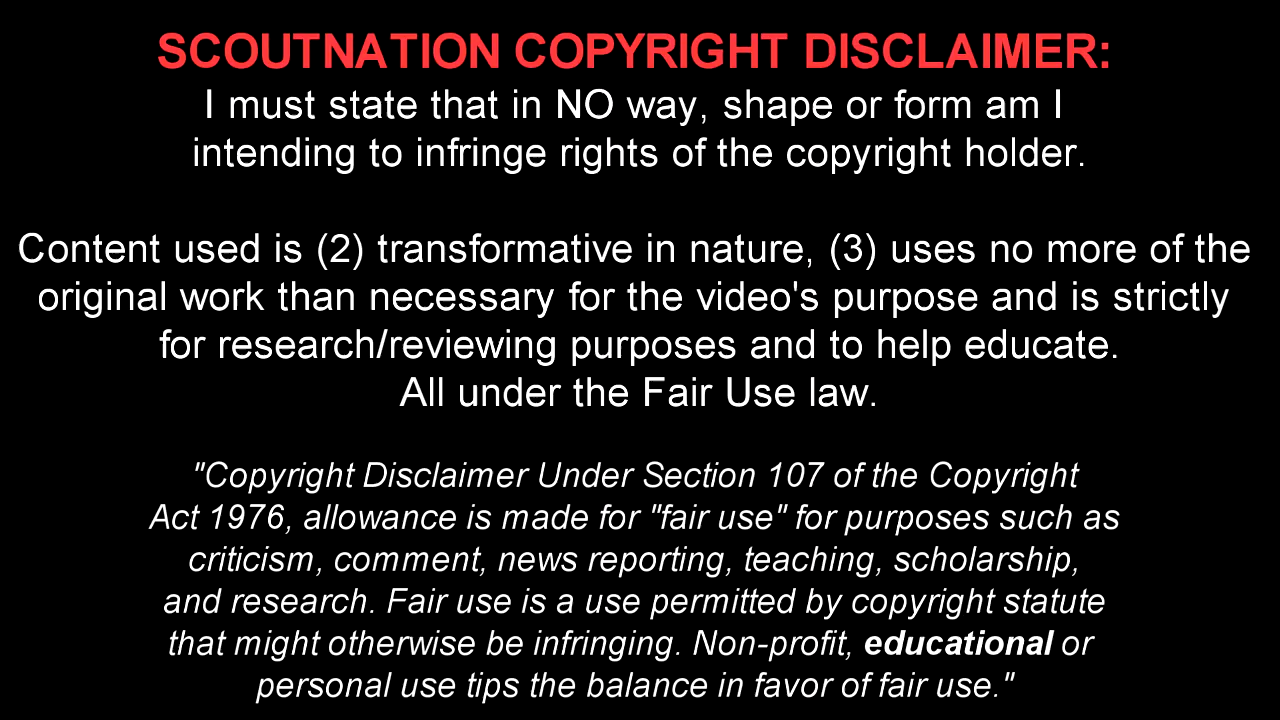 SCOUTNATION COPYRIGHT DISCLAIMER:
I must state that in NO way, shape or form am I
intending to infringe rights of the copyright holder.
Content used is (2) transformative in nature, (3) uses no more of the
original work than necessary for the video's purpose and is strictly
for research/reviewing purposes and to help educate.
All under the Fair Use law.
"Copyright Disclaimer Under Section 107 of the Copyright
Act 1976, allowance is made for "fair use" for purposes such as
criticism, comment, news reporting, teaching, scholarship,
and research. Fair use is a use permitted by copyright statute
that might otherwise be infringing. Non-profit, educational or
personal use tips the balance in favor of fair use."